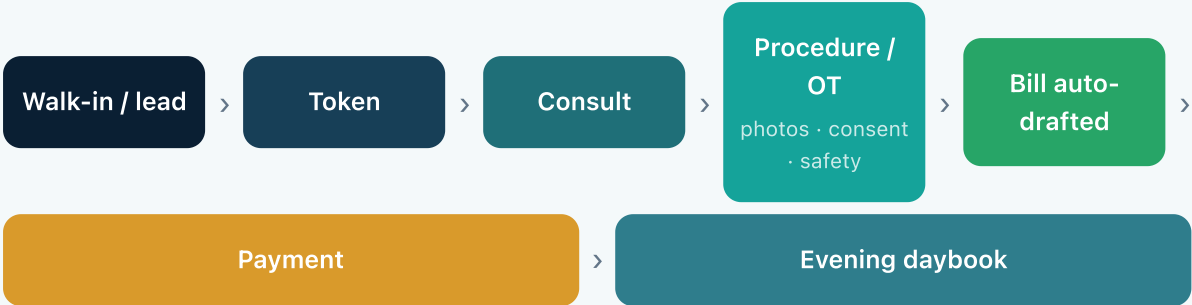 Walk-in / lead
›
Token
›
Consult
›
Procedure /
OT
photos · consent
· safety
›
Bill auto-
drafted
›
Payment
›
Evening daybook